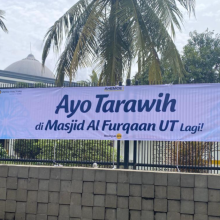 Ayo Tarawih
di Masjid Al Furqaan UT Lagi!